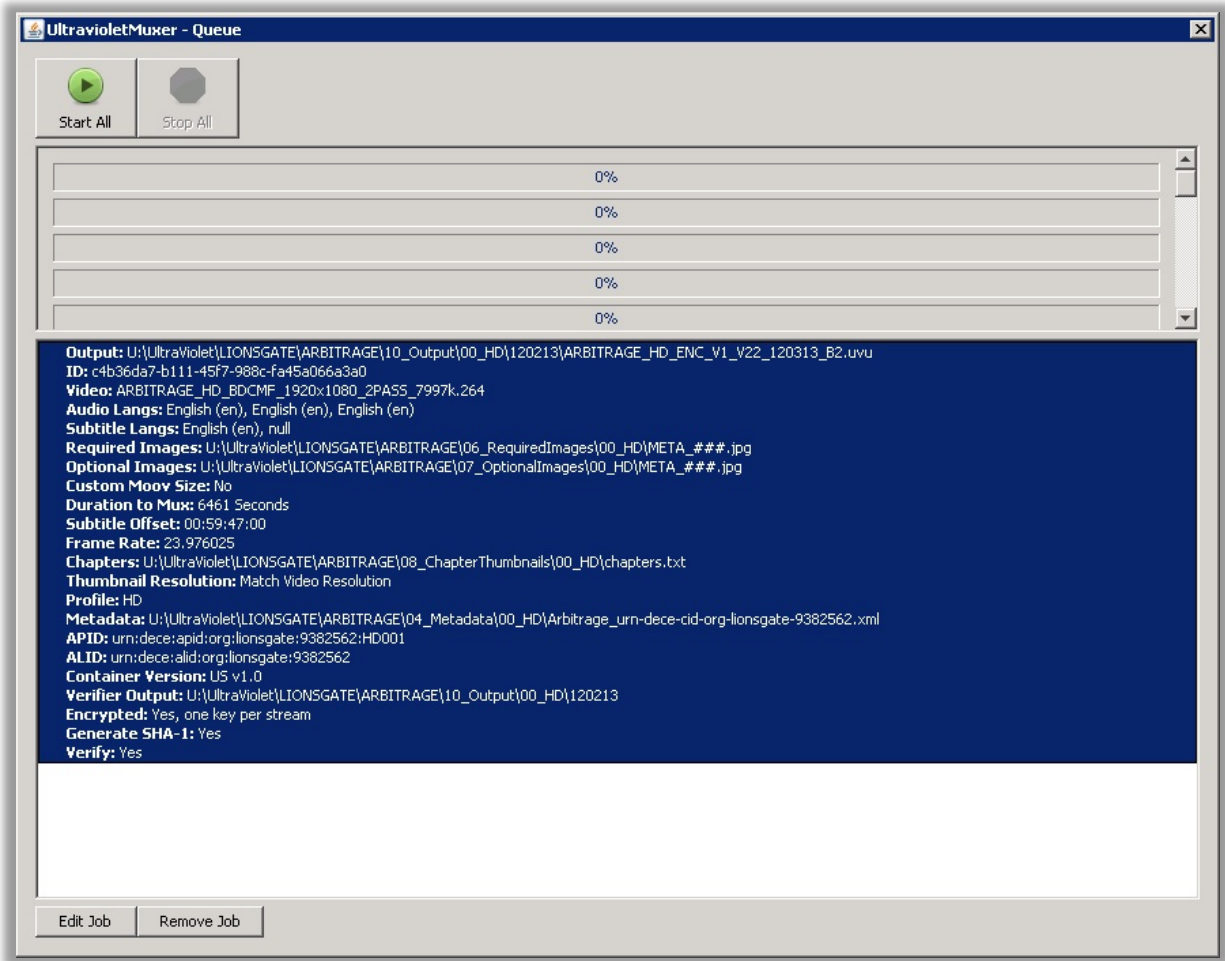 UltravioletMuxer - Queue
Start All
Stop All
0%
0%
0%
0%
0%
Output: U:\UltraViolet\LIONSGATE\ARBITRAGE\10_Output\00_HD\120213\ARBITRAGE_HD_ENC_V1_V22_120313_B2.uvu
ID: c4b36da7-b111-45f7-988c-fa45a066a3a0
Video: ARBITRAGE_HD_BDCMF_1920x1080_2PASS_7997k.264
Audio Langs: English (en), English (en), English (en)
Subtitle Langs: English (en), null
Required Images: U:\UltraViolet\LIONSGATE\ARBITRAGE\06_RequiredImages\00_HD\META_###.jpg
Optional Images: U:\UltraViolet\LIONSGATE\ARBITRAGE\07_OptionalImages\00_HD\META_###.jpg
Custom Moov Size: No
Duration to Mux: 6461 Seconds
Subtitle Offset: 00:59:47:00
Frame Rate: 23.976025
Chapters: U:\UltraViolet\LIONSGATE\ARBITRAGE\08_ChapterThumbnails\00_HD\chapters.txt
Thumbnail Resolution: Match Video Resolution
Profile: HD
Metadata: U:\UltraViolet\LIONSGATE\ARBITRAGE\04_Metadata\00_HD\Arbitrage_urn-dece-cid-org-lionsgate-9382562.xml
APID: urn:dece:apid:org:lionsgate:9382562:HD001
ALID: urn:dece:alid:org:lionsgate:9382562
Container Version: US v1.0
Verifier Output: U:\UltraViolet\LIONSGATE\ARBITRAGE\10_Output\00_HD\120213
Encrypted: Yes, one key per stream
Generate SHA-1: Yes
Verify: Yes
Edit Job
Remove Job